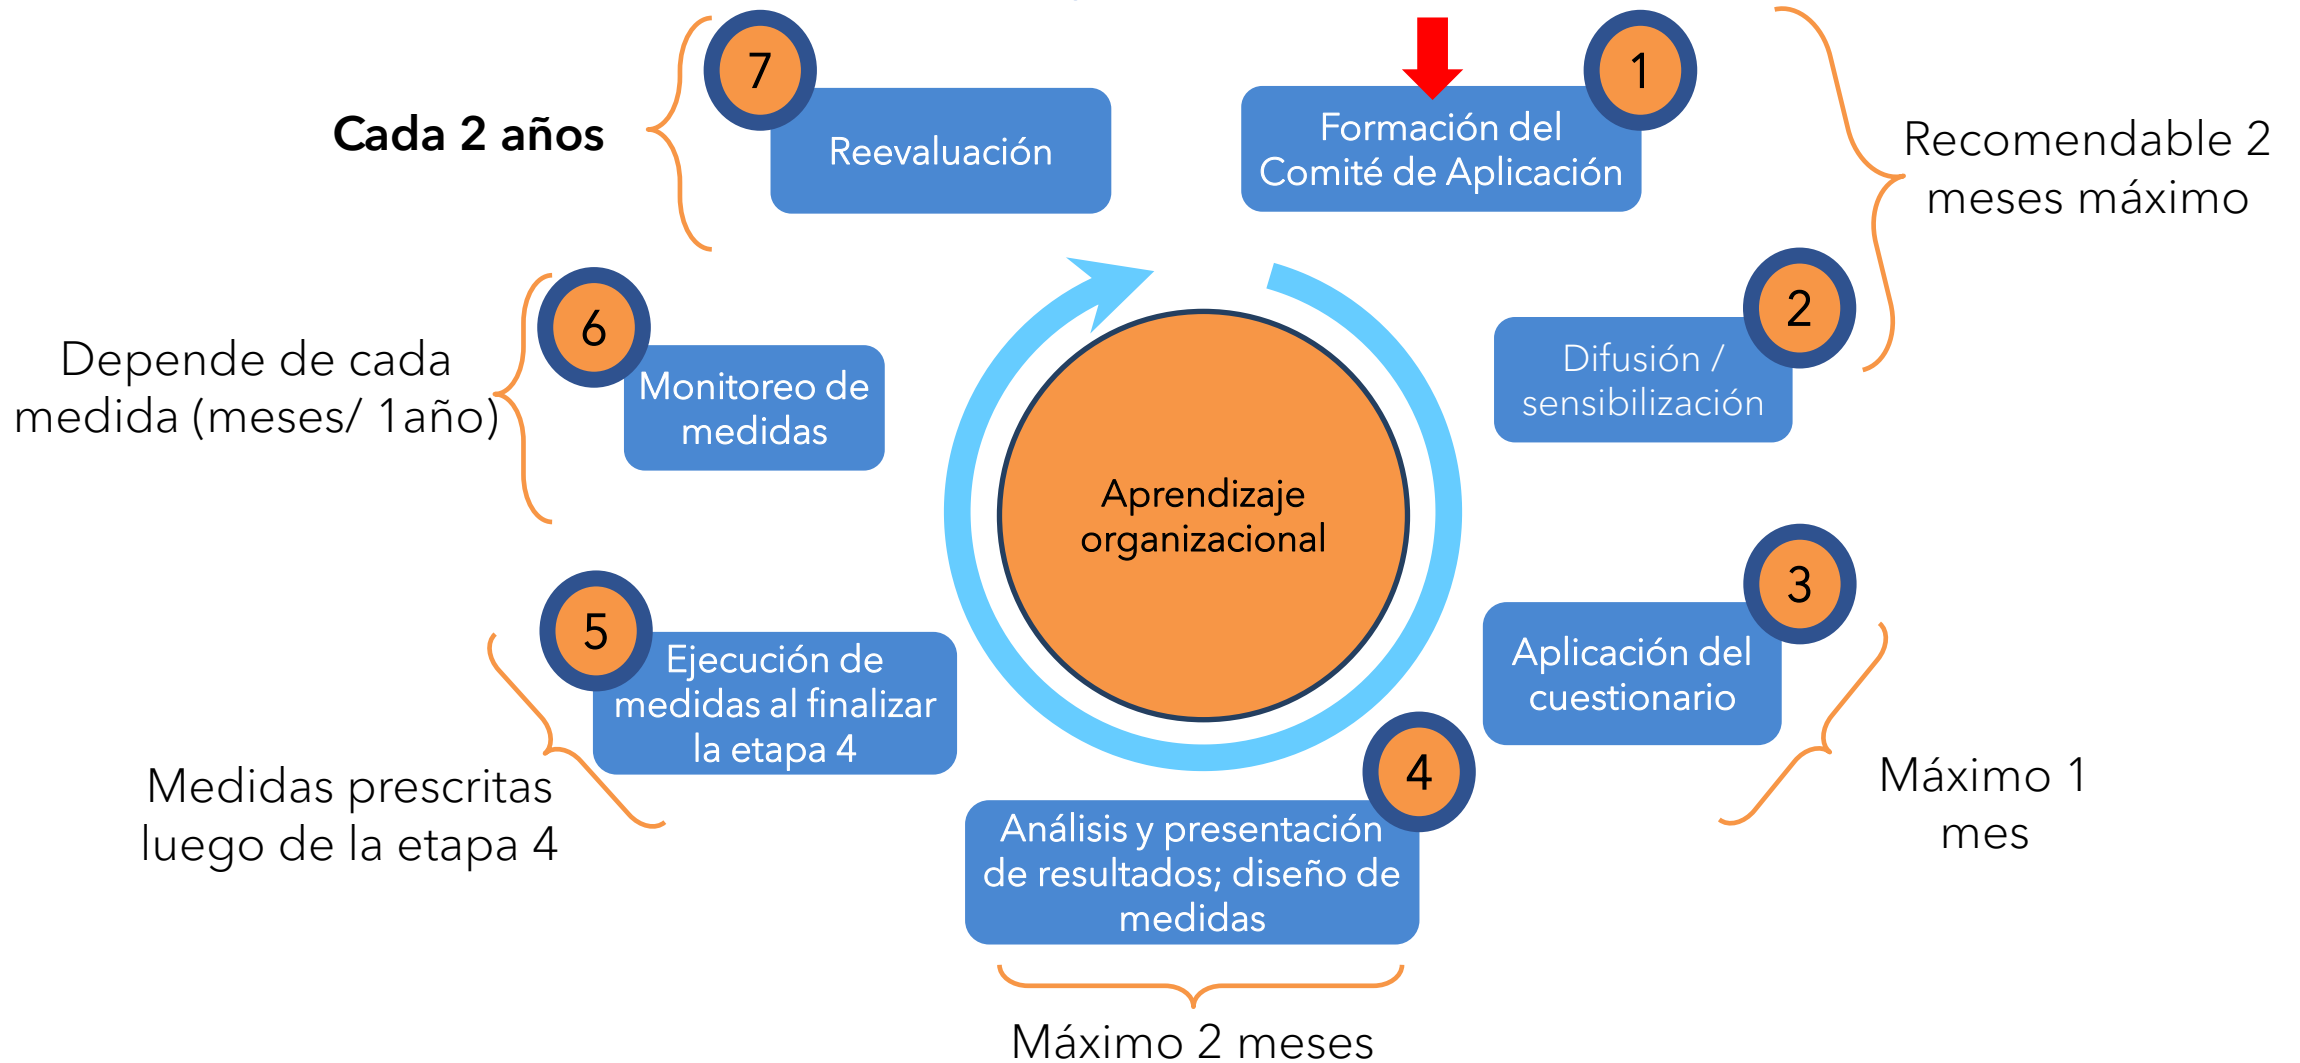 1
Formación del
Comité de Aplicación
Recomendable 2
meses máximo
2
Difusión /
sensibilización
3
Aplicación del
cuestionario
Máximo 1
mes
4
Análisis y presentación
de resultados; diseño de
medidas
Máximo 2 meses
5
Ejecución de
medidas al finalizar
la etapa 4
Medidas prescritas
luego de la etapa 4
6
Monitoreo de
medidas
Depende de cada
medida (meses/ 1año)
7
Reevaluación
Cada 2 años
Aprendizaje
organizacional